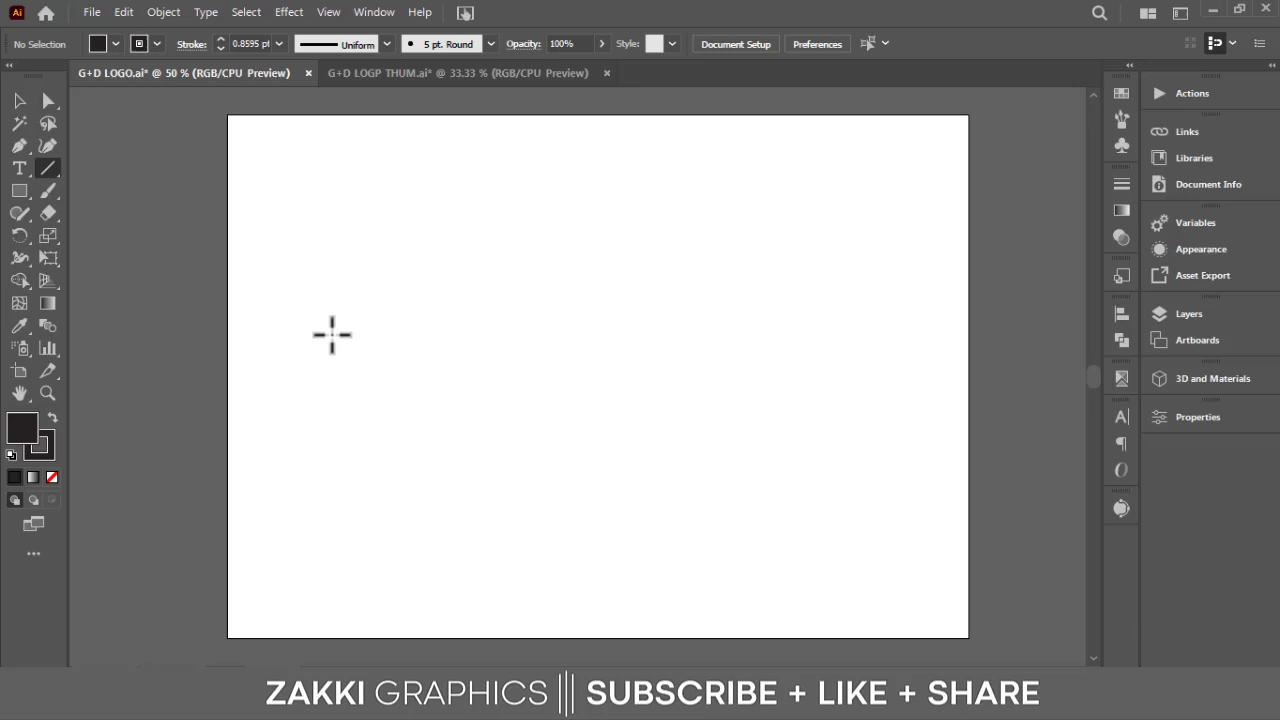 Ai File Edit Object Type Select Effect View Window Help
No Selection Stroke: 0.8595 pt Uniform 5 pt. Round Opacity: 100% Style: Document Setup Preferences
G+D LOGO.ai* @ 50 % (RGB/CPU Preview) × G+D LOGP THUM.ai* @ 33.33 % (RGB/CPU Preview) ×
Actions
Links
Libraries
Document Info
Variables
Appearance
Asset Export
Layers
Artboards
3D and Materials
Properties
ZAKKI GRAPHICS ||| SUBSCRIBE + LIKE + SHARE